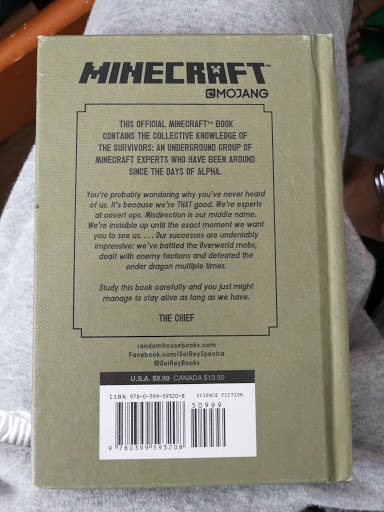 MINECRAFT™
MOJANG
THIS OFFICIAL MINECRAFT™ BOOK
CONTAINS THE COLLECTIVE KNOWLEDGE OF
THE SURVIVORS: AN UNDERGROUND GROUP OF
MINECRAFT EXPERTS WHO HAVE BEEN AROUND
SINCE THE DAYS OF ALPHA.
You're probably wondering why you've never heard
of us. It's because we're THAT good. We're experts
at covert ops. Misdirection is our middle name.
We're invisible up until the exact moment we want
you to see us. . . . Our successes are undeniably
impressive: we've battled the Overworld mobs,
dealt with enemy factions and defeated the
ender dragon multiple times.
Study this book carefully and you just might
manage to stay alive as long as we have.
THE CHIEF
randomhousebooks.com
Facebook.com/DelReySpectra
@DelReyBooks
U.S.A. $9.99 CANADA $13.50
ISBN 978-0-399-59320-8 SCIENCE FICTION
50999
9 780399 593208